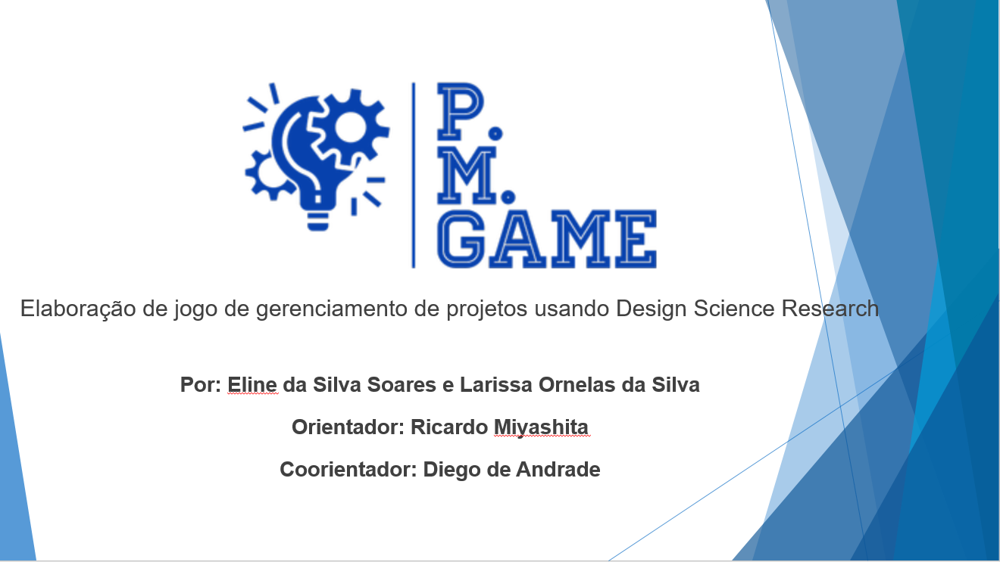 P.
M.
GAME
Elaboração de jogo de gerenciamento de projetos usando Design Science Research
Por: Eline da Silva Soares e Larissa Ornelas da Silva
Orientador: Ricardo Miyashita
Coorientador: Diego de Andrade